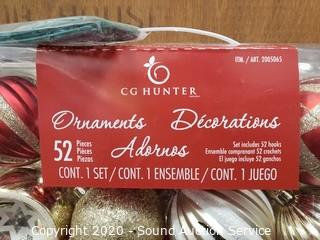 ITM. / ART. 2005065
CG HUNTER
Ornaments Décorations
Adornos
52 Pieces
Pièces
Piezas
Set includes 52 hooks
Ensemble comprenant 52 crochets
El juego incluye 52 ganchos
CONT. 1 SET / CONT. 1 ENSEMBLE / CONT. 1 JUEGO
Copyright 2020 - Sound Auction Service